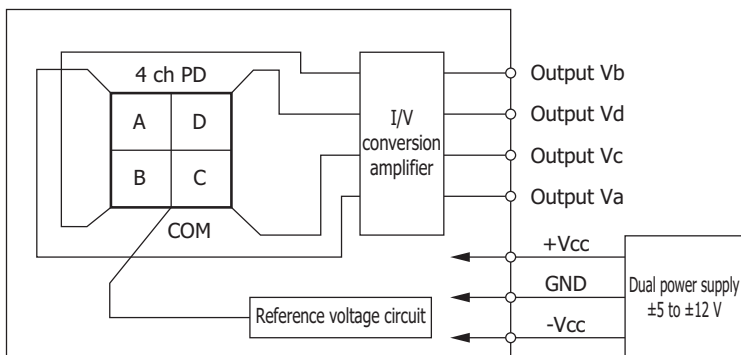 4 ch PD
A
D
B
C
COM
I/V
conversion
amplifier
Output Vb
Output Vd
Output Vc
Output Va
+Vcc
GND
-Vcc
Dual power supply
±5 to ±12 V
Reference voltage circuit